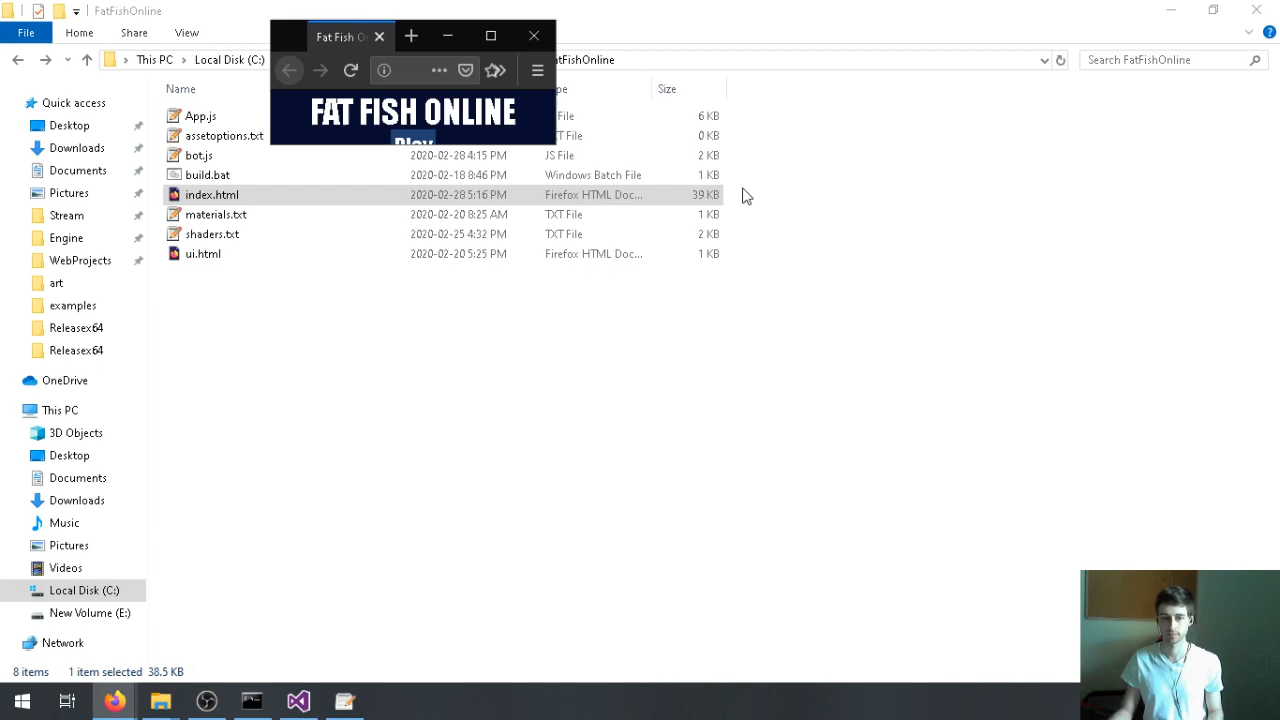 FatFishOnline
File Home Share View
This PC Local Disk (C:) atFishOnline Search FatFishOnline
Fat Fish O
FAT FISH ONLINE
Play
Name pe Size
App.js File 6 KB
assetoptions.txt T File 0 KB
bot.js 2020-02-28 4:15 PM JS File 2 KB
build.bat 2020-02-18 8:46 PM Windows Batch File 1 KB
index.html 2020-02-28 5:16 PM Firefox HTML Doc... 39 KB
materials.txt 2020-02-20 8:25 AM TXT File 1 KB
shaders.txt 2020-02-25 4:32 PM TXT File 2 KB
ui.html 2020-02-20 5:25 PM Firefox HTML Doc... 1 KB
Quick access
Desktop
Downloads
Documents
Pictures
Stream
Engine
WebProjects
art
examples
Releasex64
Releasex64
OneDrive
This PC
3D Objects
Desktop
Documents
Downloads
Music
Pictures
Videos
Local Disk (C:)
New Volume (E:)
Network
8 items 1 item selected 38.5 KB